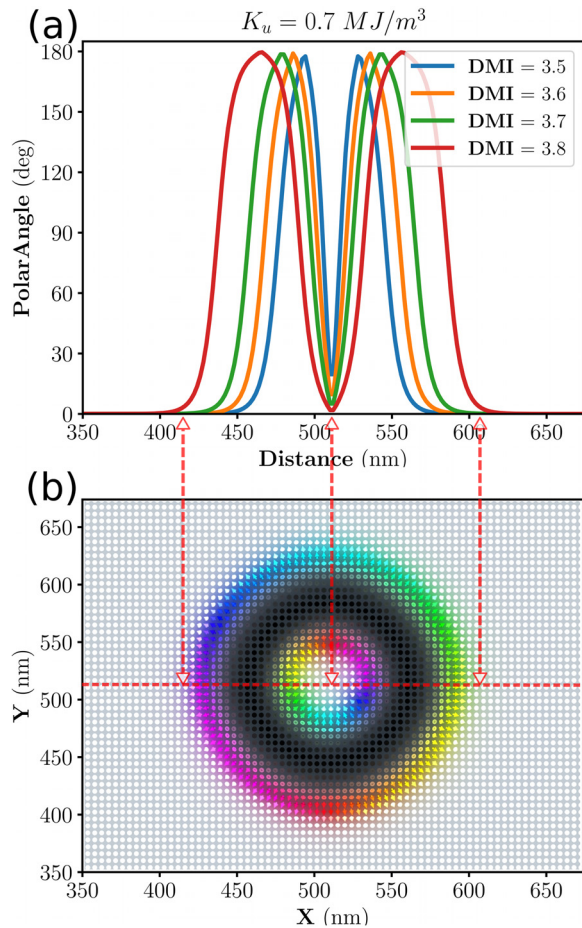 (a)
K_u = 0.7 MJ/m^3
PolarAngle (deg)
180
150
120
90
60
30
0
DMI = 3.5
DMI = 3.6
DMI = 3.7
DMI = 3.8
350 400 450 500 550 600 650
Distance (nm)
(b)
Y (nm)
650
600
550
500
450
400
350
350 400 450 500 550 600 650
X (nm)